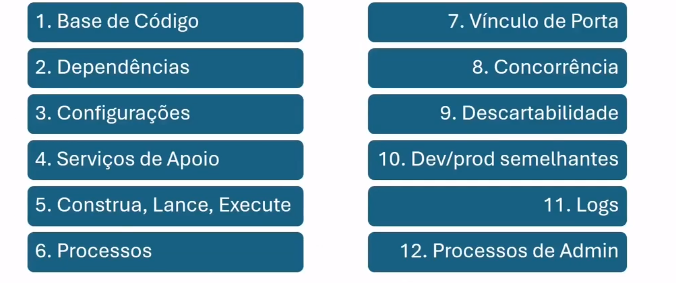 1. Base de Código
2. Dependências
3. Configurações
4. Serviços de Apoio
5. Construa, Lance, Execute
6. Processos
7. Vínculo de Porta
8. Concorrência
9. Descartabilidade
10. Dev/prod semelhantes
11. Logs
12. Processos de Admin